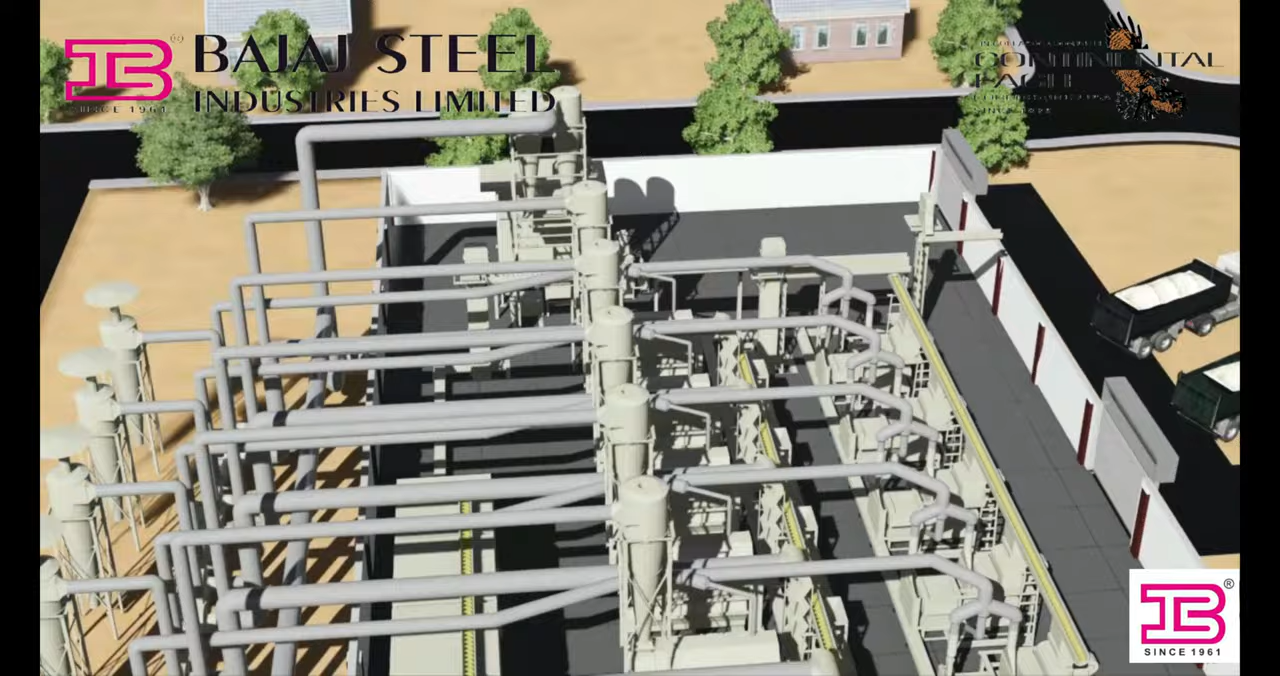 BAJAJ STEEL
INDUSTRIES LIMITED
SINCE 1961
CONTINENTAL
EAGLE
SINCE 1961